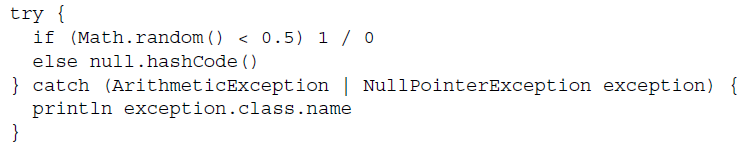 try {
  if (Math.random() < 0.5) 1 / 0
  else null.hashCode()
} catch (ArithmeticException | NullPointerException exception) {
  println exception.class.name
}